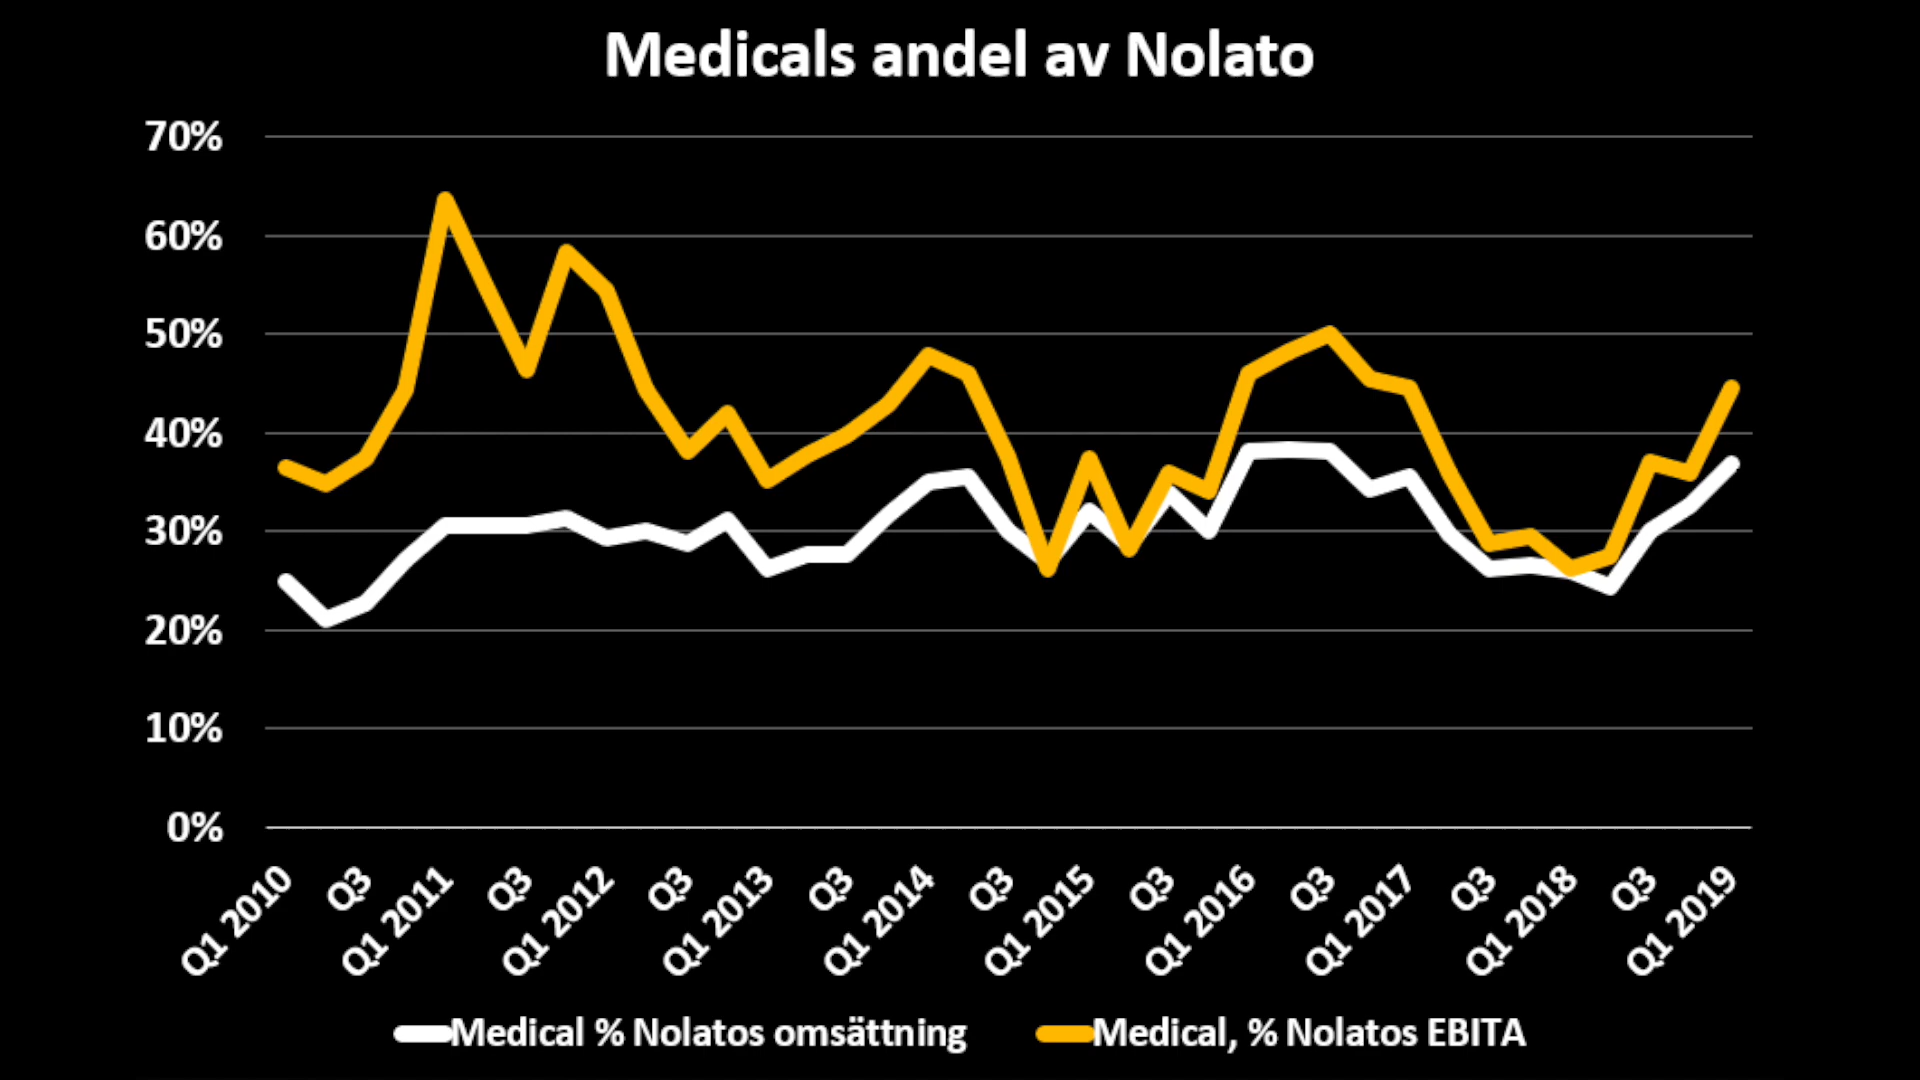 Medicals andel av Nolato
70%
60%
50%
40%
30%
20%
10%
0%
Q1 2010
Q3
Q1 2011
Q3
Q1 2012
Q3
Q1 2013
Q3
Q1 2014
Q3
Q1 2015
Q3
Q1 2016
Q3
Q1 2017
Q3
Q1 2018
Q3
Q1 2019
Medical % Nolatos omsättning
Medical, % Nolatos EBITA